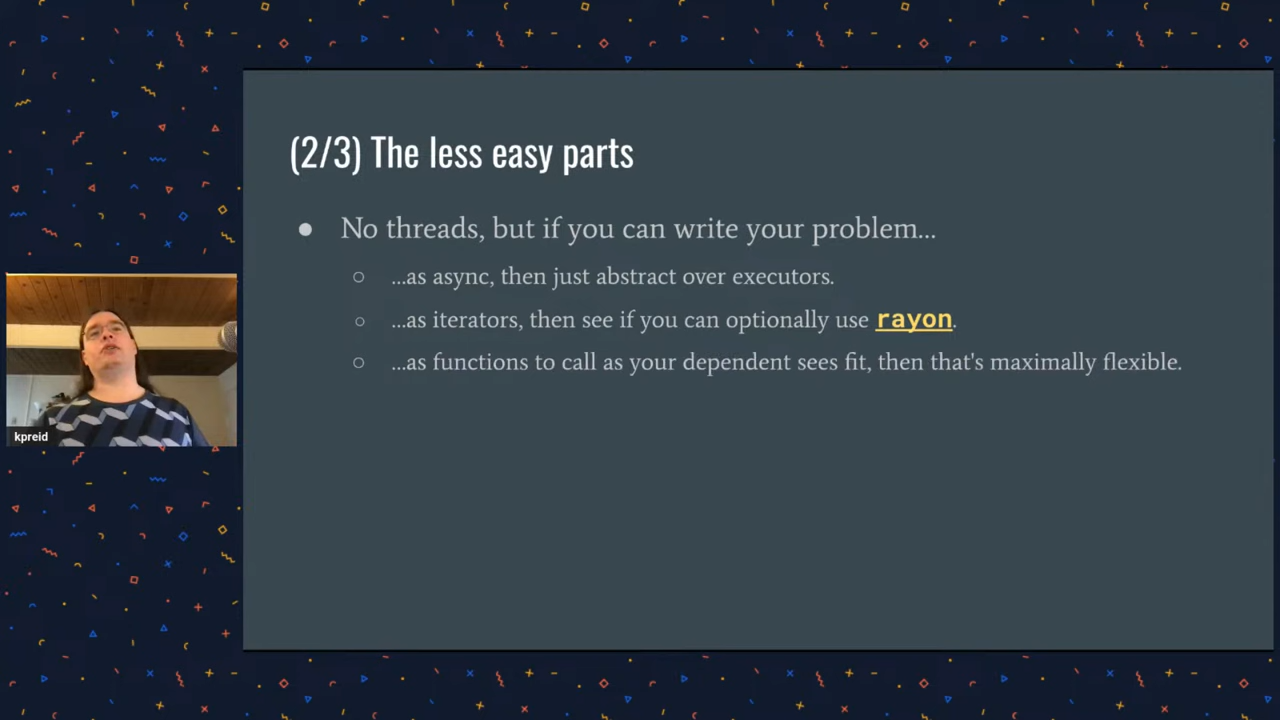 (2/3) The less easy parts
● No threads, but if you can write your problem...
○ ...as async, then just abstract over executors.
○ ...as iterators, then see if you can optionally use rayon.
○ ...as functions to call as your dependent sees fit, then that's maximally flexible.
kpreid